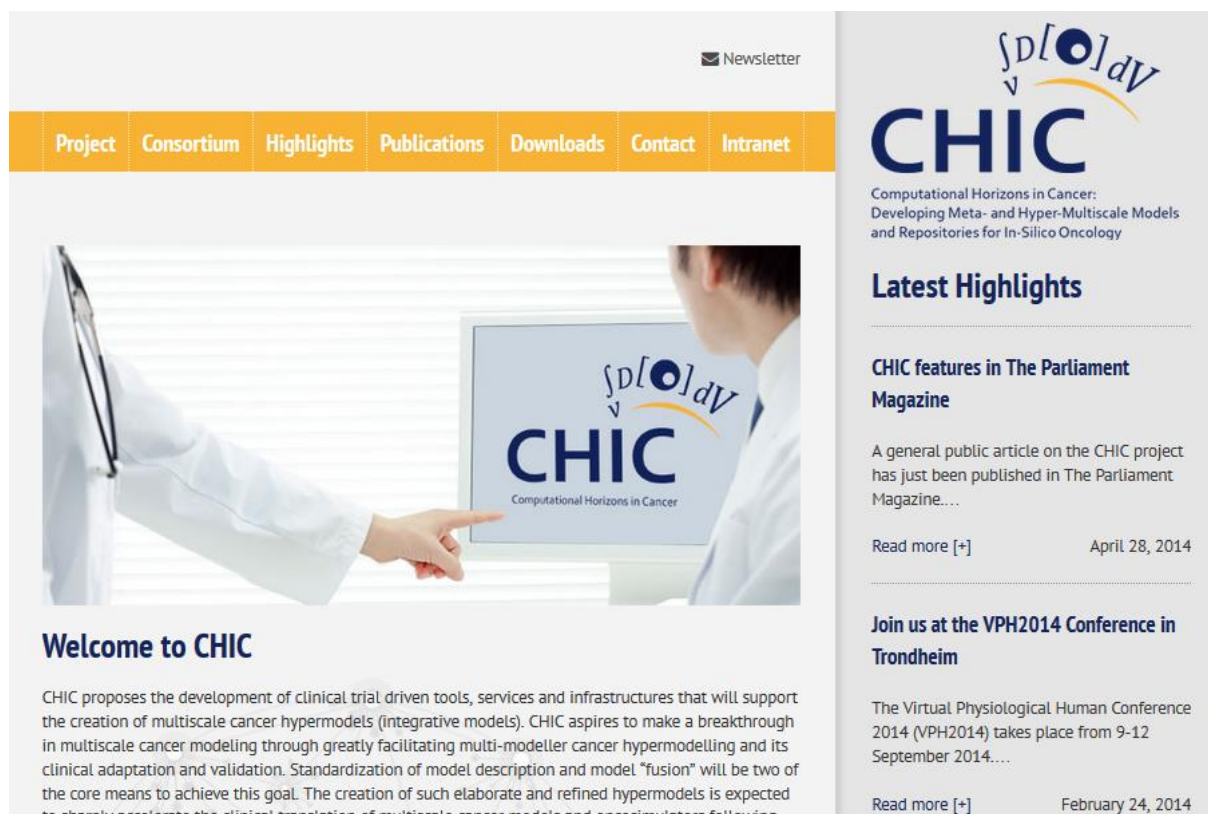 Newsletter
Project Consortium Highlights Publications Downloads Contact Intranet
∫D[O]dV
V
CHIC
Computational Horizons in Cancer
Welcome to CHIC
CHIC proposes the development of clinical trial driven tools, services and infrastructures that will support
the creation of multiscale cancer hypermodels (integrative models). CHIC aspires to make a breakthrough
in multiscale cancer modeling through greatly facilitating multi-modeller cancer hypermodelling and its
clinical adaptation and validation. Standardization of model description and model “fusion” will be two of
the core means to achieve this goal. The creation of such elaborate and refined hypermodels is expected
∫D[O]dV
V
CHIC
Computational Horizons in Cancer:
Developing Meta- and Hyper-Multiscale Models
and Repositories for In-Silico Oncology
Latest Highlights
CHIC features in The Parliament
Magazine
A general public article on the CHIC project
has just been published in The Parliament
Magazine....
Read more [+] April 28, 2014
Join us at the VPH2014 Conference in
Trondheim
The Virtual Physiological Human Conference
2014 (VPH2014) takes place from 9-12
September 2014....
Read more [+] February 24, 2014